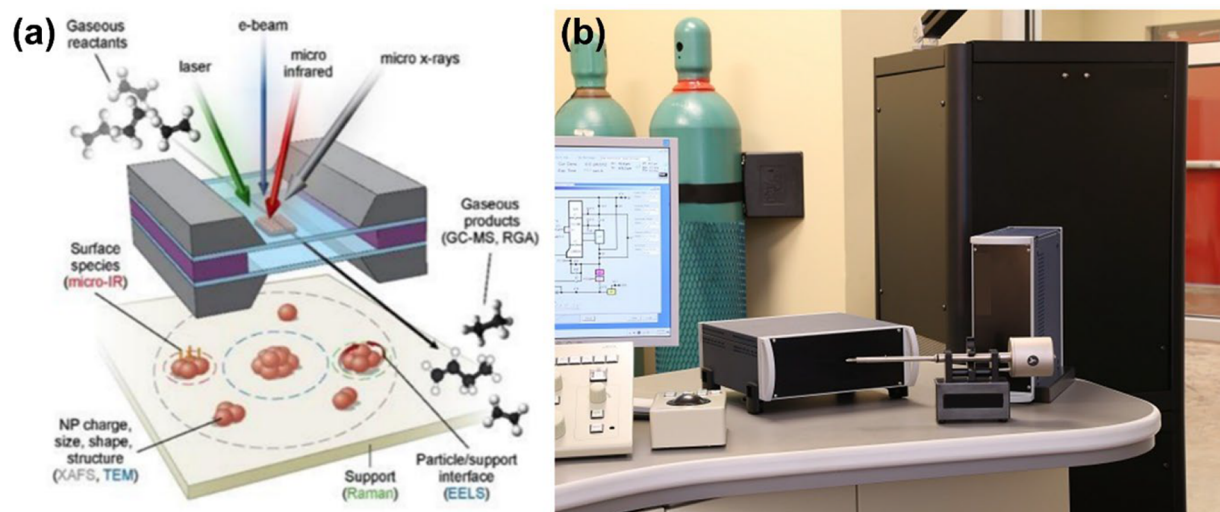 (a)
Gaseous
reactants
e-beam
laser
micro
infrared
micro x-rays
Gaseous
products
(GC-MS, RGA)
Surface
species
(micro-IR)
NP charge,
size, shape,
structure
(XAFS, TEM)
Support
(Raman)
Particle/support
interface
(EELS)
(b)